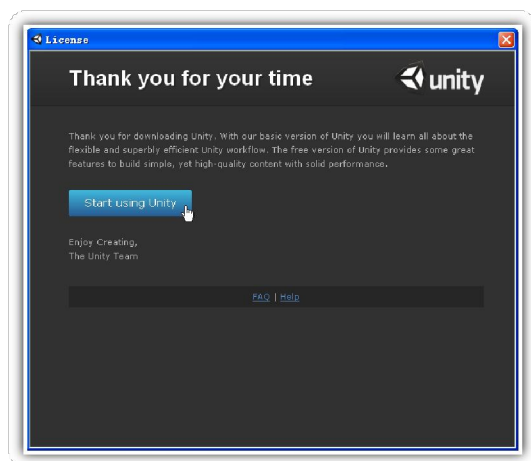 License
Thank you for your time
unity
Thank you for downloading Unity. With our basic version of Unity you will learn all about the
flexible and superbly efficient Unity workflow. The free version of Unity provides some great
features to build simple, yet high-quality content with solid performance.
Start using Unity
Enjoy Creating,
The Unity Team
FAQ | Help